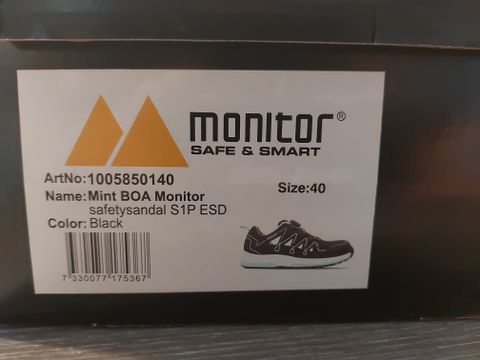 monitor®
SAFE & SMART
ArtNo:1005850140
Name:Mint BOA Monitor
safetysandal S1P ESD
Color: Black
Size:40
7 330077 175367